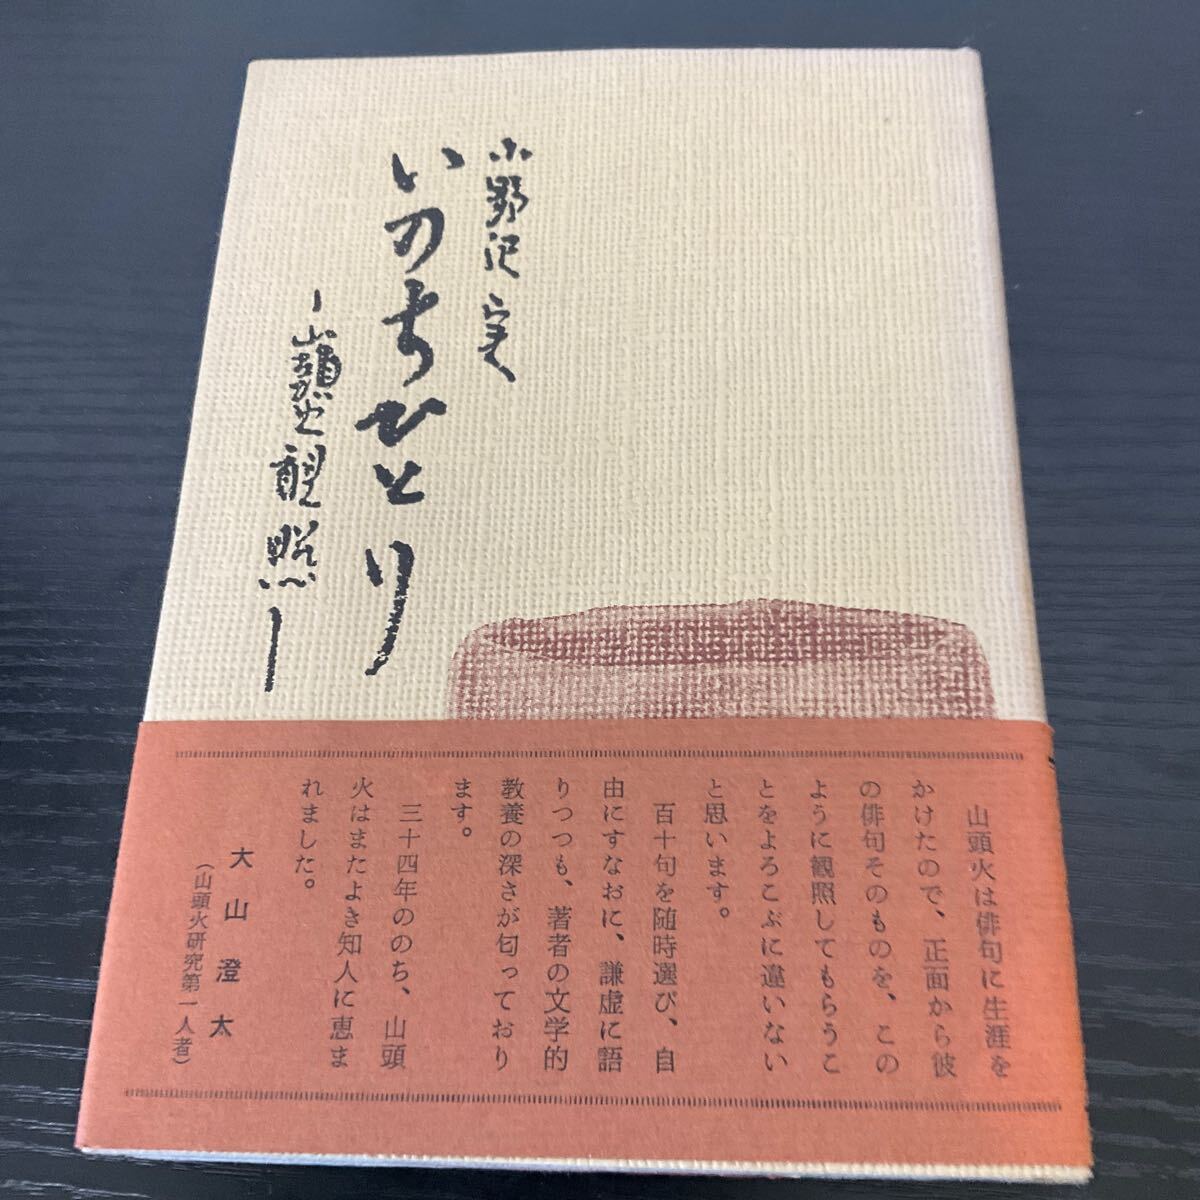 小野沢実
いのちひとり
ー山頭火観照ー
山頭火は俳句に生涯を
かけたので、正面から彼
の俳句そのものを、この
ように観照してもらうこ
とをよろこぶに違いない
と思います。
百十句を随時選び、自
由にすなおに、謙虚に語
りつつも、著者の文学的
教養の深さが匂っており
ます。
三十四年ののち、山頭
火はまたよき知人に恵ま
れました。
大山澄太
（山頭火研究第一人者）